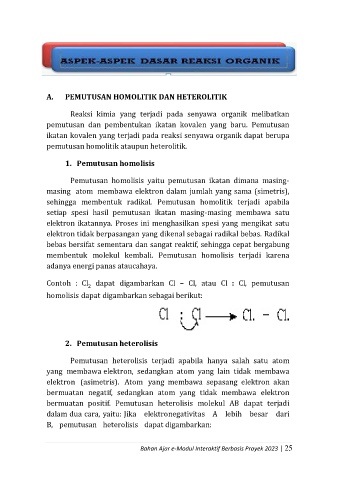 ASPEK-ASPEK DASAR REAKSI ORGANIK
A. PEMUTUSAN HOMOLITIK DAN HETEROLITIK
Reaksi kimia yang terjadi pada senyawa organik melibatkan
pemutusan dan pembentukan ikatan kovalen yang baru. Pemutusan
ikatan kovalen yang terjadi pada reaksi senyawa organik dapat berupa
pemutusan homolitik ataupun heterolitik.
1. Pemutusan homolisis
Pemutusan homolisis yaitu pemutusan ikatan dimana masing-
masing atom membawa elektron dalam jumlah yang sama (simetris),
sehingga membentuk radikal. Pemutusan homolitik terjadi apabila
setiap spesi hasil pemutusan ikatan masing-masing membawa satu
elektron ikatannya. Proses ini menghasilkan spesi yang mengikat satu
elektron tidak berpasangan yang dikenal sebagai radikal bebas. Radikal
bebas bersifat sementara dan sangat reaktif, sehingga cepat bergabung
membentuk molekul kembali. Pemutusan homolisis terjadi karena
adanya energi panas ataucahaya.
Contoh : Cl₂ dapat digambarkan Cl – Cl, atau Cl : Cl, pemutusan
homolisis dapat digambarkan sebagai berikut:
Cl : Cl → Cl. - Cl.
2. Pemutusan heterolisis
Pemutusan heterolisis terjadi apabila hanya salah satu atom
yang membawa elektron, sedangkan atom yang lain tidak membawa
elektron (asimetris). Atom yang membawa sepasang elektron akan
bermuatan negatif, sedangkan atom yang tidak membawa elektron
bermuatan positif. Pemutusan heterolisis molekul AB dapat terjadi
dalam dua cara, yaitu: Jika elektronegativitas A lebih besar dari
B, pemutusan heterolisis dapat digambarkan:
Bahan Ajar e-Modul Interaktif Berbasis Proyek 2023 | 25